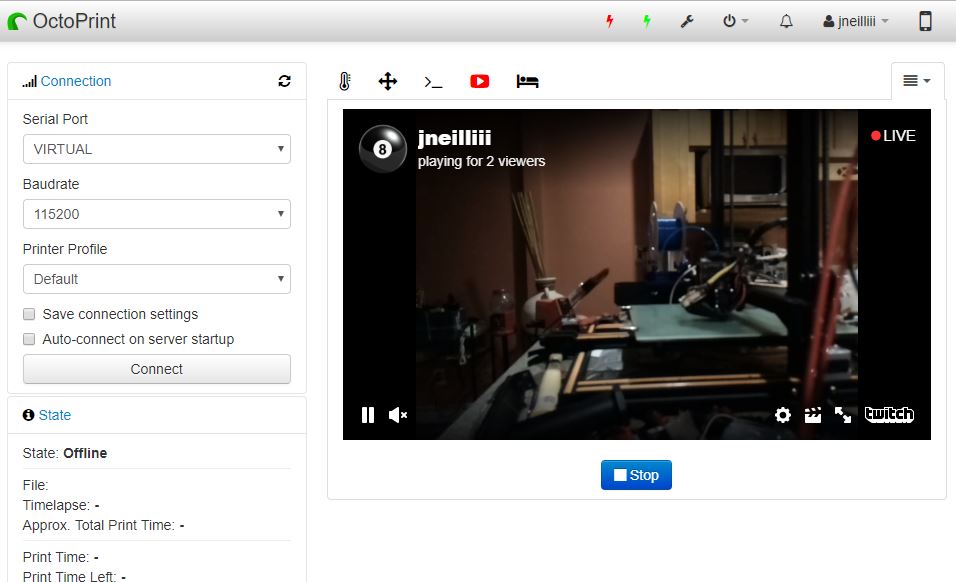 OctoPrint
jneilliii
Connection
Serial Port
VIRTUAL
Baudrate
115200
Printer Profile
Default
Save connection settings
Auto-connect on server startup
Connect
State
State: Offline
File:
Timelapse: -
Approx. Total Print Time: -
Print Time: -
Print Time Left: -
8
jneilliii
playing for 2 viewers
LIVE
twitch
Stop